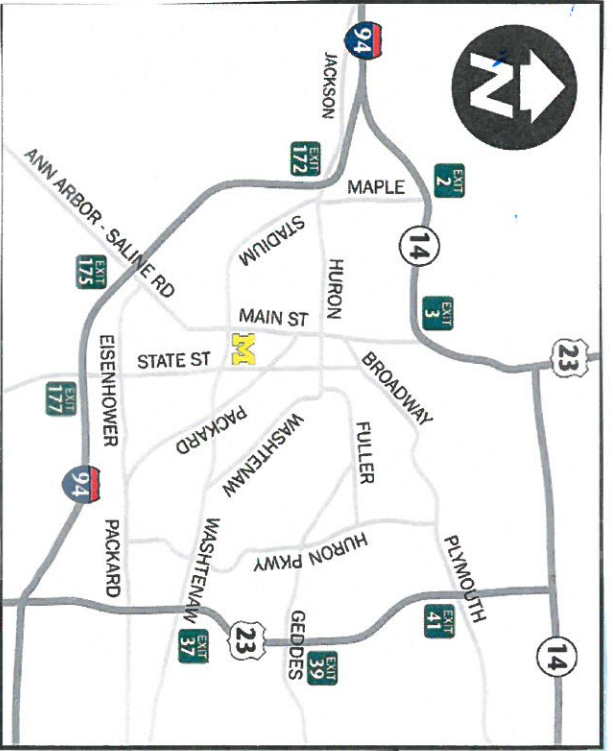 N
94
JACKSON
EXIT 2
14
MAPLE
EXIT 172
STADIUM
EXIT 3
HURON
23
ANN ARBOR - SALINE RD
MAIN ST
M
BROADWAY
EXIT 175
STATE ST
EISENHOWER
PACKARD
WASHTENAW
FULLER
EXIT 177
94
PACKARD
WASHTENAW
HURON PKWY
PLYMOUTH
EXIT 41
14
EXIT 37
23
GEDDES
EXIT 39